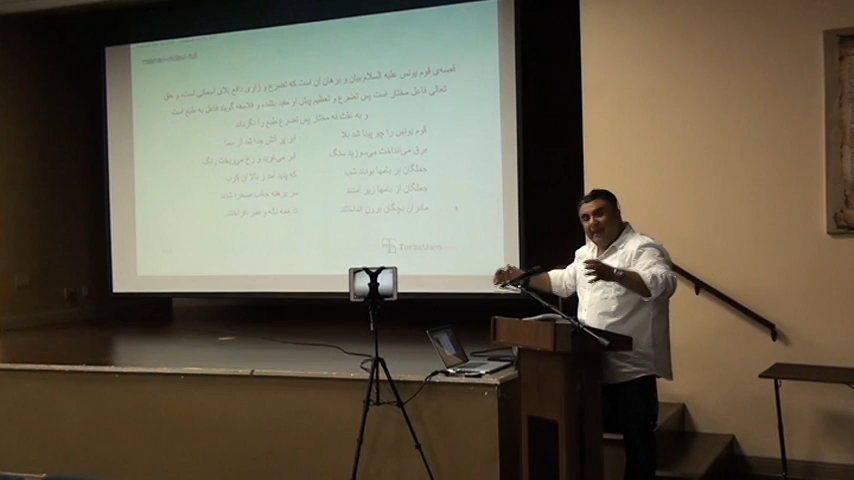 masnavi-molavi-full
قصه‌ی قوم یونس علیه السلام بیان و برهان آن است که تضرع و زاری دافع بلای آسمانی است، و حق
تعالی فاعل مختار است پس تضرع و تعظیم پیش او مفید باشد، و فلاسفه گویند فاعل به طبع است
و به علت نه مختار پس تضرع طبع را نگرداند
قوم یونس را چو پیدا شد بلا ابر پر آتش جدا شد از سما
برق می‌انداخت می‌سوزید سنگ ابر می‌غرید رخ می‌ریخت رنگ
جملگان بر بامها بودند شب که پدید آمد ز بالا آن کرب
جملگان از بامها زیر آمدند سر برهنه جانب صحرا شدند
مادران بچگان برون انداختند تا همه ناله و نفیر افراختند